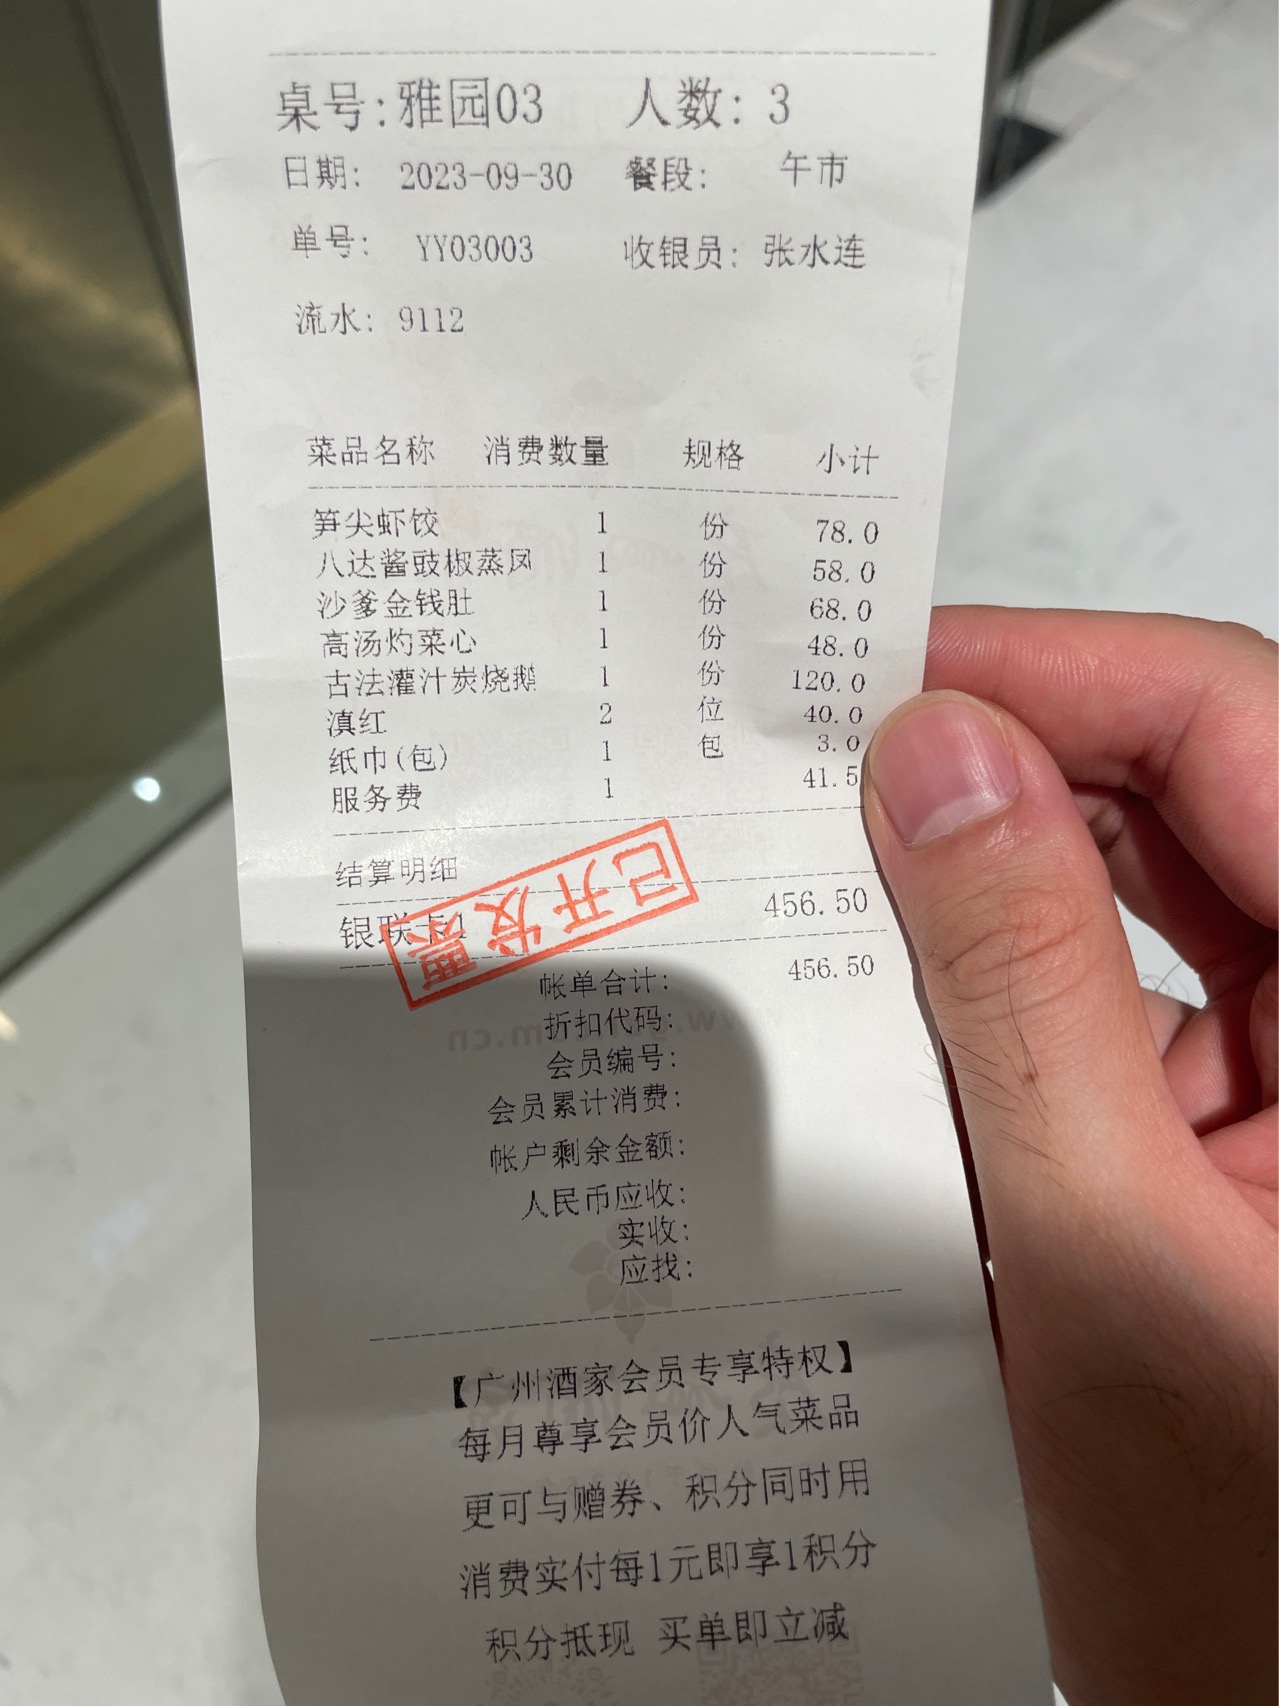 桌号:雅园03 人数: 3
日期: 2023-09-30 餐段: 午市
单号: YY03003 收银员: 张水连
流水: 9112
菜品名称 消费数量 规格 小计
笋尖虾饺 1 份 78.0
八达酱豉椒蒸凤 1 份 58.0
沙爹金钱肚 1 份 68.0
高汤灼菜心 1 份 48.0
古法灌汁炭烧鹅 1 份 120.0
滇红 2 位 40.0
纸巾(包) 1 包 3.0
服务费 1 41.5
结算明细
已开发票
银联卡1 456.50
帐单合计: 456.50
折扣代码:
会员编号:
会员累计消费:
帐户剩余金额:
人民币应收:
实收:
应找:
【广州酒家会员专享特权】
每月尊享会员价人气菜品
更可与赠券、积分同时用
消费实付每1元即享1积分
积分抵现 买单即立减